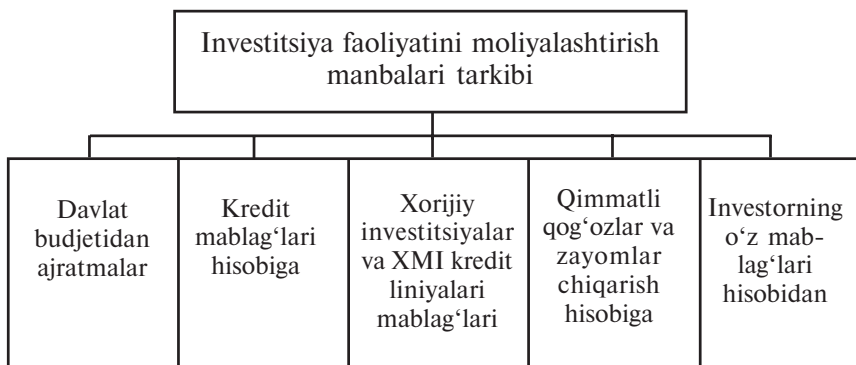 Investitsiya faoliyatini moliyalashtirish
manbalari tarkibi
Davlat
budjetidan
ajratmalar
Kredit
mablag‘lari
hisobiga
Xorijiy
investitsiyalar
va XMI kredit
liniyalari
mablag‘lari
Qimmatli
qog‘ozlar va
zayomlar
chiqarish
hisobiga
Investorning
o‘z mab-
lag‘lari
hisobidan